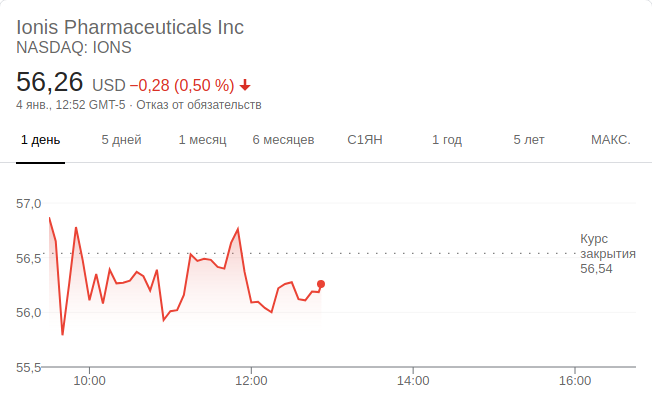 Ionis Pharmaceuticals Inc
NASDAQ: IONS
56,26 USD −0,28 (0,50 %)
4 янв., 12:52 GMT-5 · Отказ от обязательств
1 день 5 дней 1 месяц 6 месяцев С1ЯН 1 год 5 лет МАКС.
57,0
Курс
56,5 закрытия
56,54
56,0
55,5
10:00 12:00 14:00 16:00